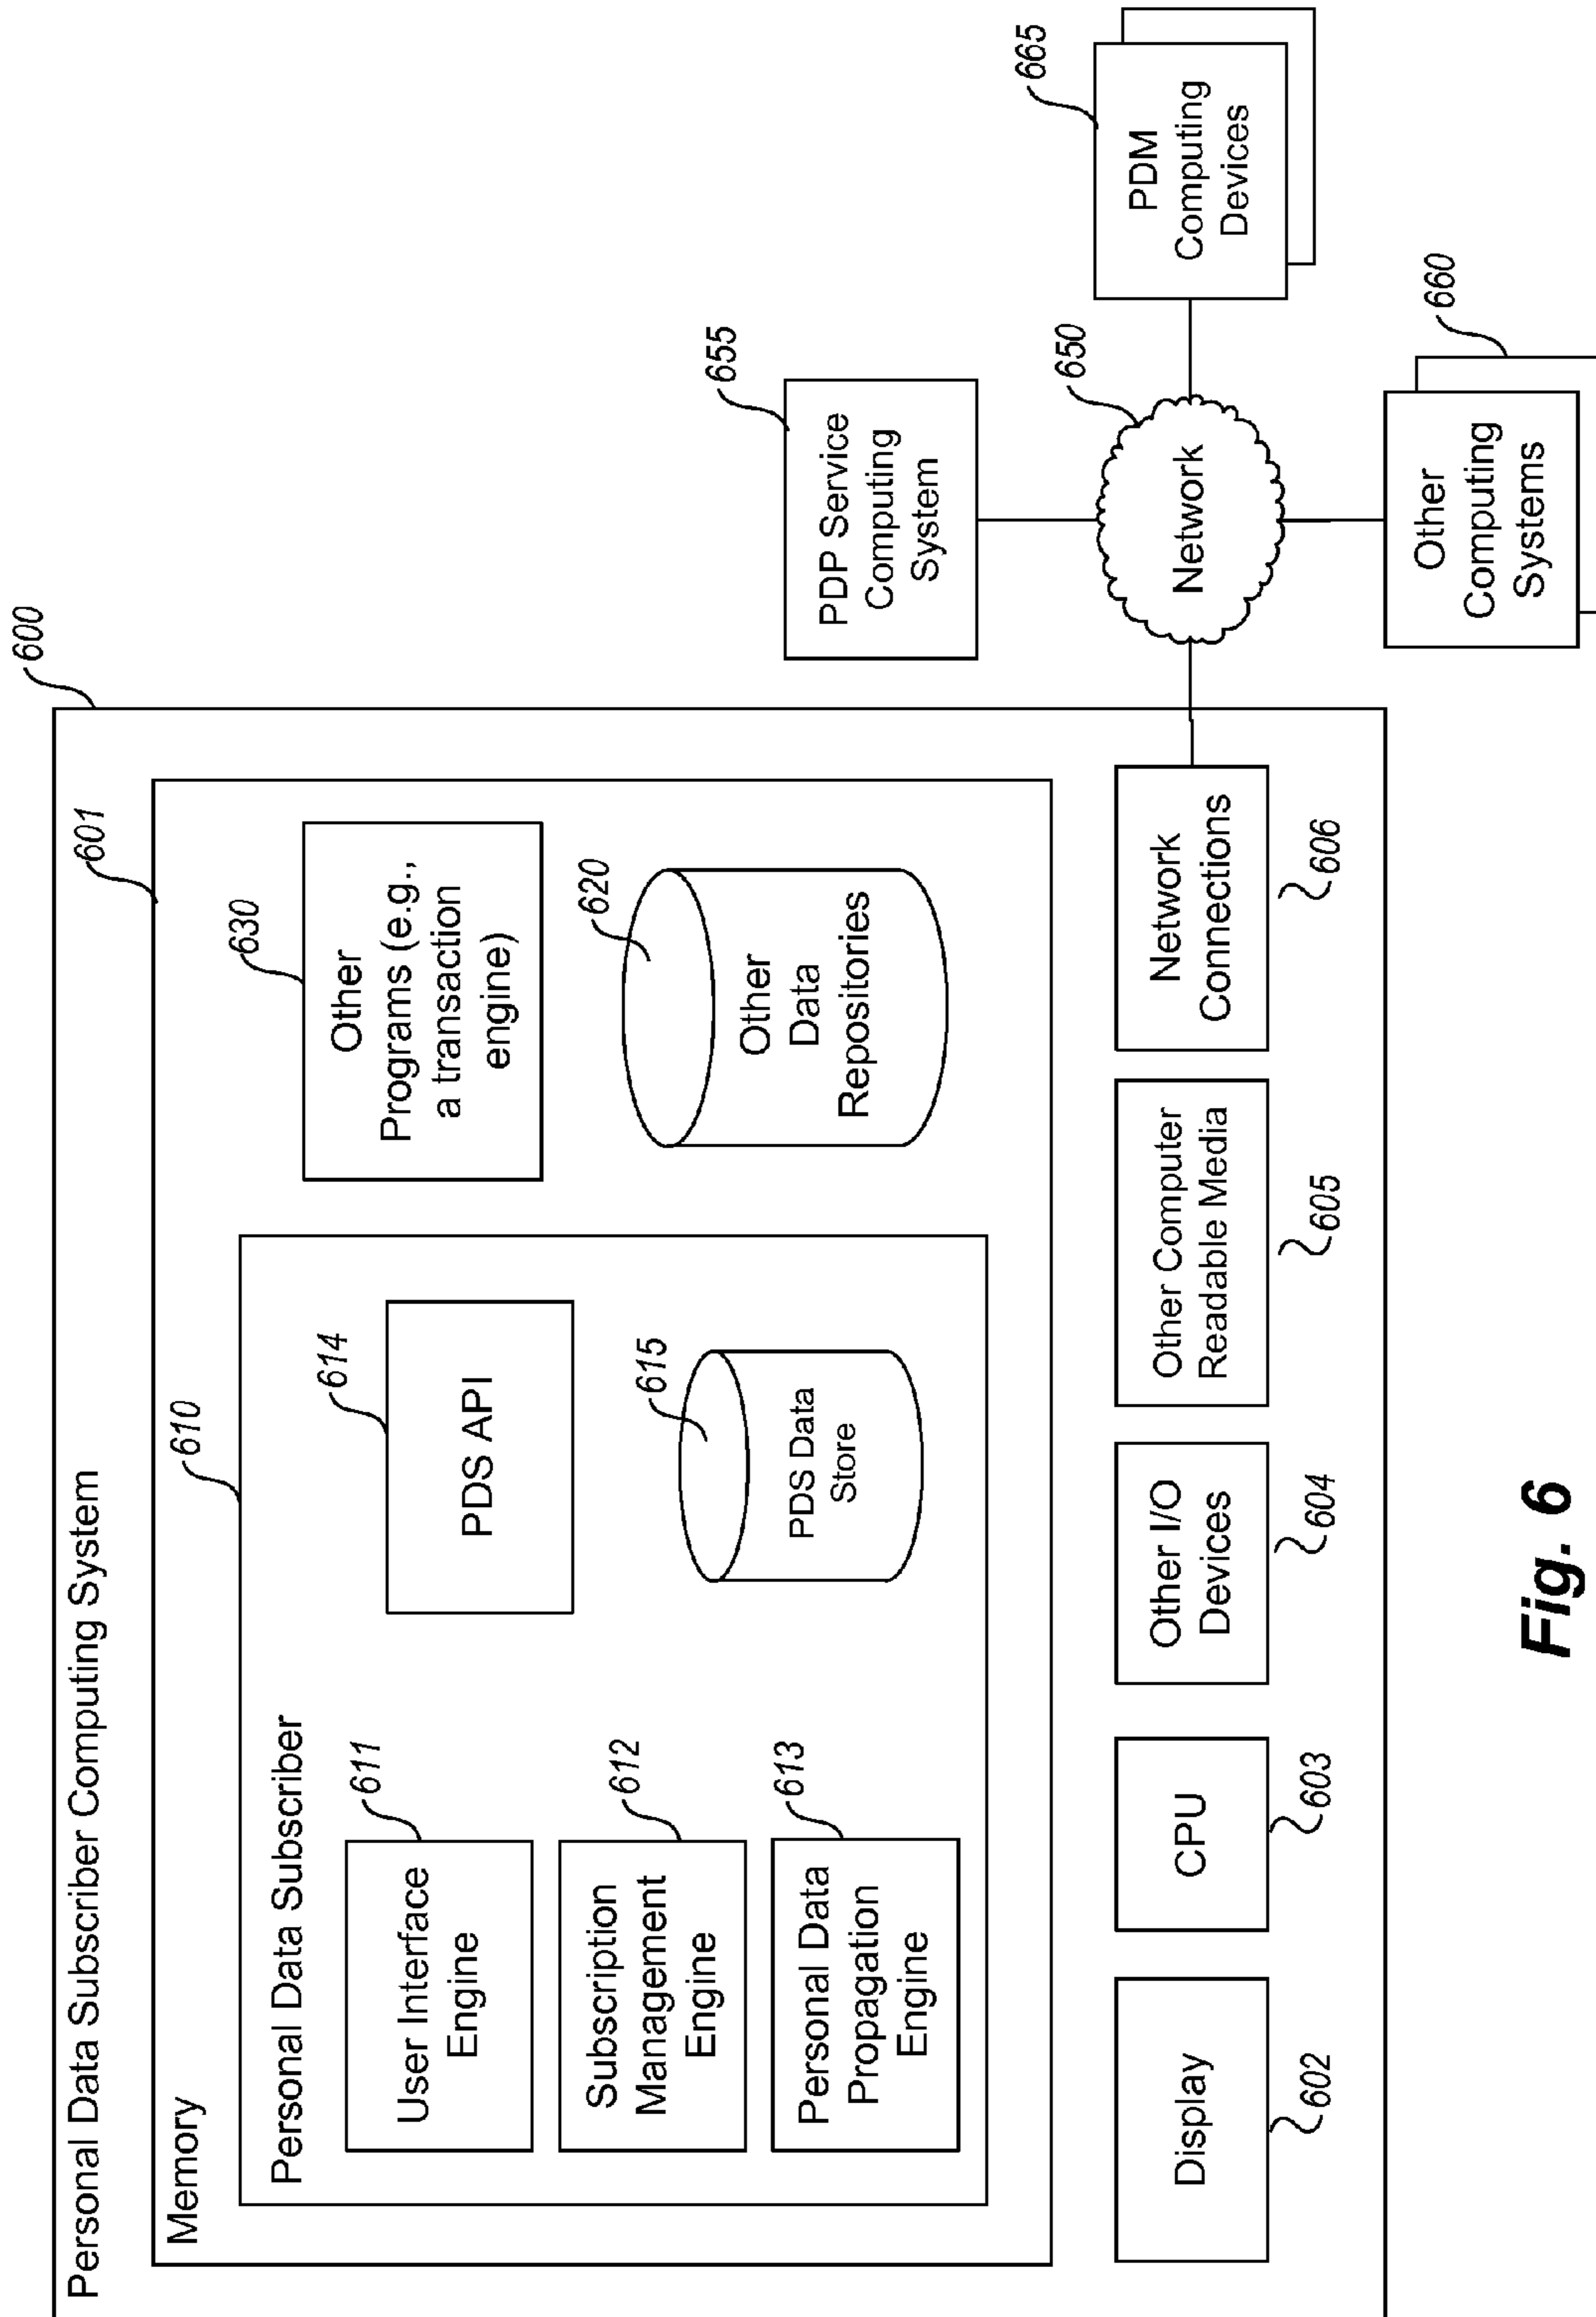 Personal Data Subscriber Computing System
600
Memory
601
Personal Data Subscriber
610
User Interface
Engine
611
Subscription
Management
Engine
612
Personal Data
Propagation
Engine
613
PDS API
614
PDS Data
Store
615
Other
Programs (e.g.,
a transaction
engine)
630
Other
Data
Repositories
620
Display
602
CPU
603
Other I/O
Devices
604
Other Computer
Readable Media
605
Network
Connections
606
PDP Service
Computing
System
655
Network
650
PDM
Computing
Devices
665
Other
Computing
Systems
660
Fig. 6